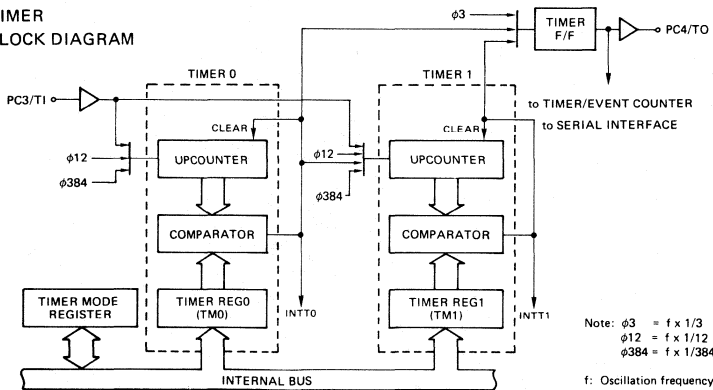 IMER
LOCK DIAGRAM
φ3
TIMER
F/F
PC4/TO
TIMER 0
TIMER 1
PC3/TI
to TIMER/EVENT COUNTER
to SERIAL INTERFACE
CLEAR
CLEAR
φ12
φ384
UPCOUNTER
φ12
φ384
UPCOUNTER
COMPARATOR
COMPARATOR
TIMER MODE
REGISTER
TIMER REG0
(TM0)
INTT0
TIMER REG1
(TM1)
INTT1
Note: φ3 = f x 1/3
φ12 = f x 1/12
φ384 = f x 1/384
INTERNAL BUS
f: Oscillation frequency